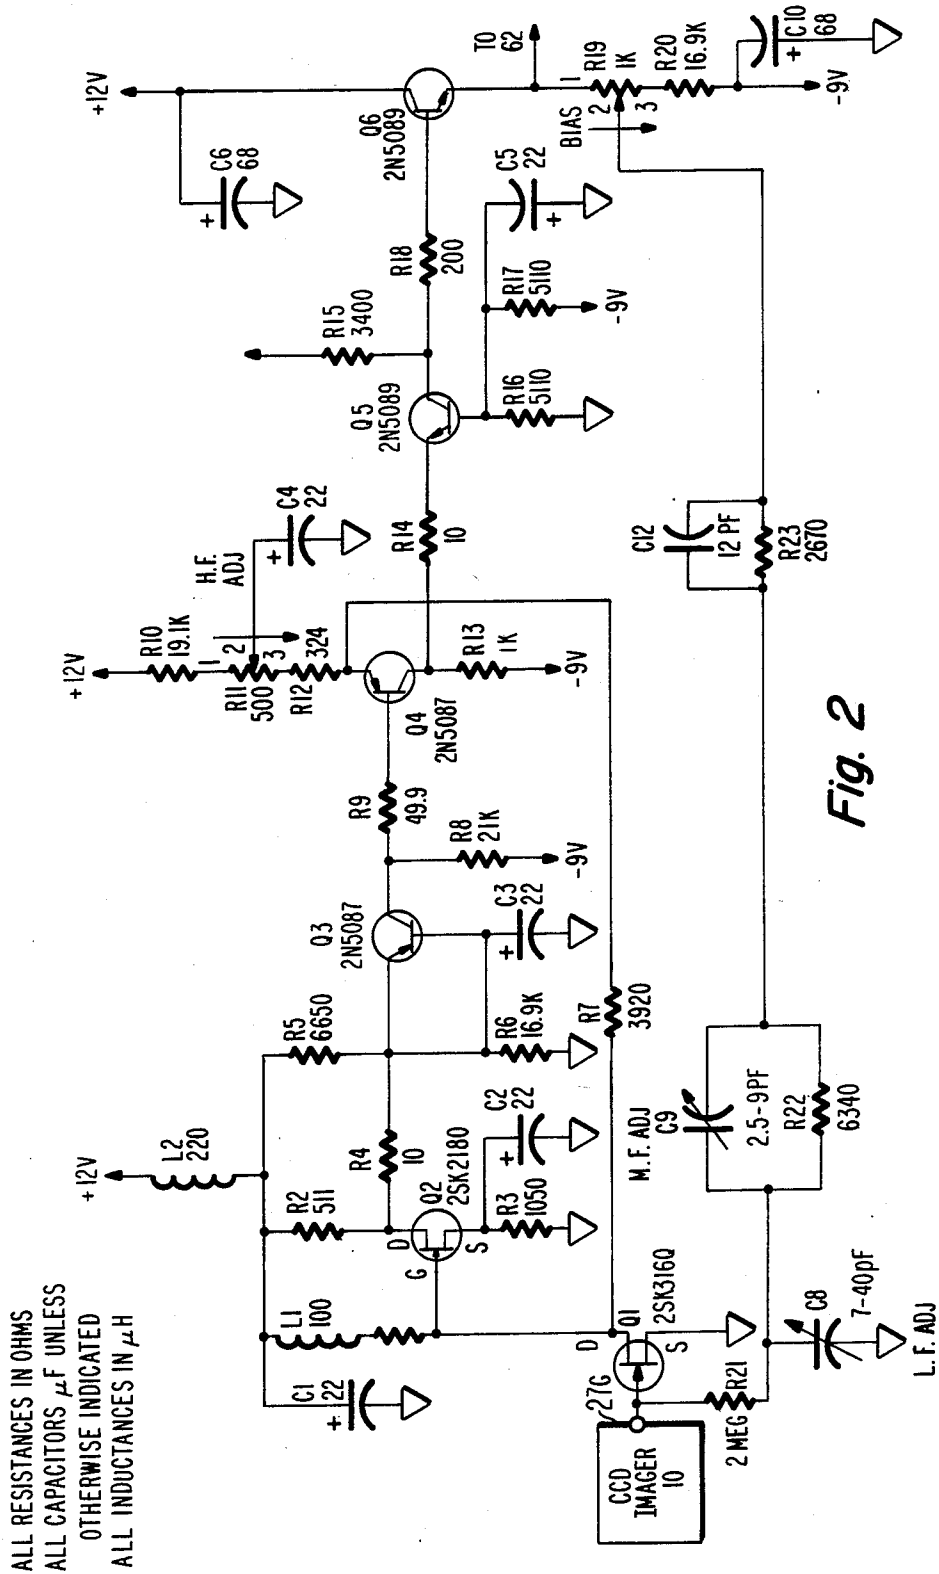 ALL RESISTANCES IN OHMS
ALL CAPACITORS µF UNLESS
OTHERWISE INDICATED
ALL INDUCTANCES IN µH
+12V
L2
220
L1
100
C1
22
+
R2
511
R5
6650
R4
10
D
G
S
Q2
2SK2180
R3
1050
C2
22
+
R6
16.9K
C3
22
+
Q3
2N5087
R8
21K
-9V
R9
49.9
+12V
R10
19.1K
1
2
3
R11
500
R12
324
H.F.
ADJ
C4
22
+
Q4
2N5087
R13
1K
-9V
R14
10
Q5
2N5089
R15
3400
R16
5110
R17
5110
-9V
C5
22
+
R18
200
+12V
C6
68
+
Q6
2N5089
TO
62
1
2
3
R19
1K
BIAS
R20
16.9K
C10
68
+
-9V
R7
3920
CCD
IMAGER
10
27G
D
Q1
2SK316Q
S
2 MEG
R21
C8
7-40pF
L.F. ADJ
M.F. ADJ
C9
2.5-9PF
R22
6340
C12
12 PF
R23
2670
Fig. 2